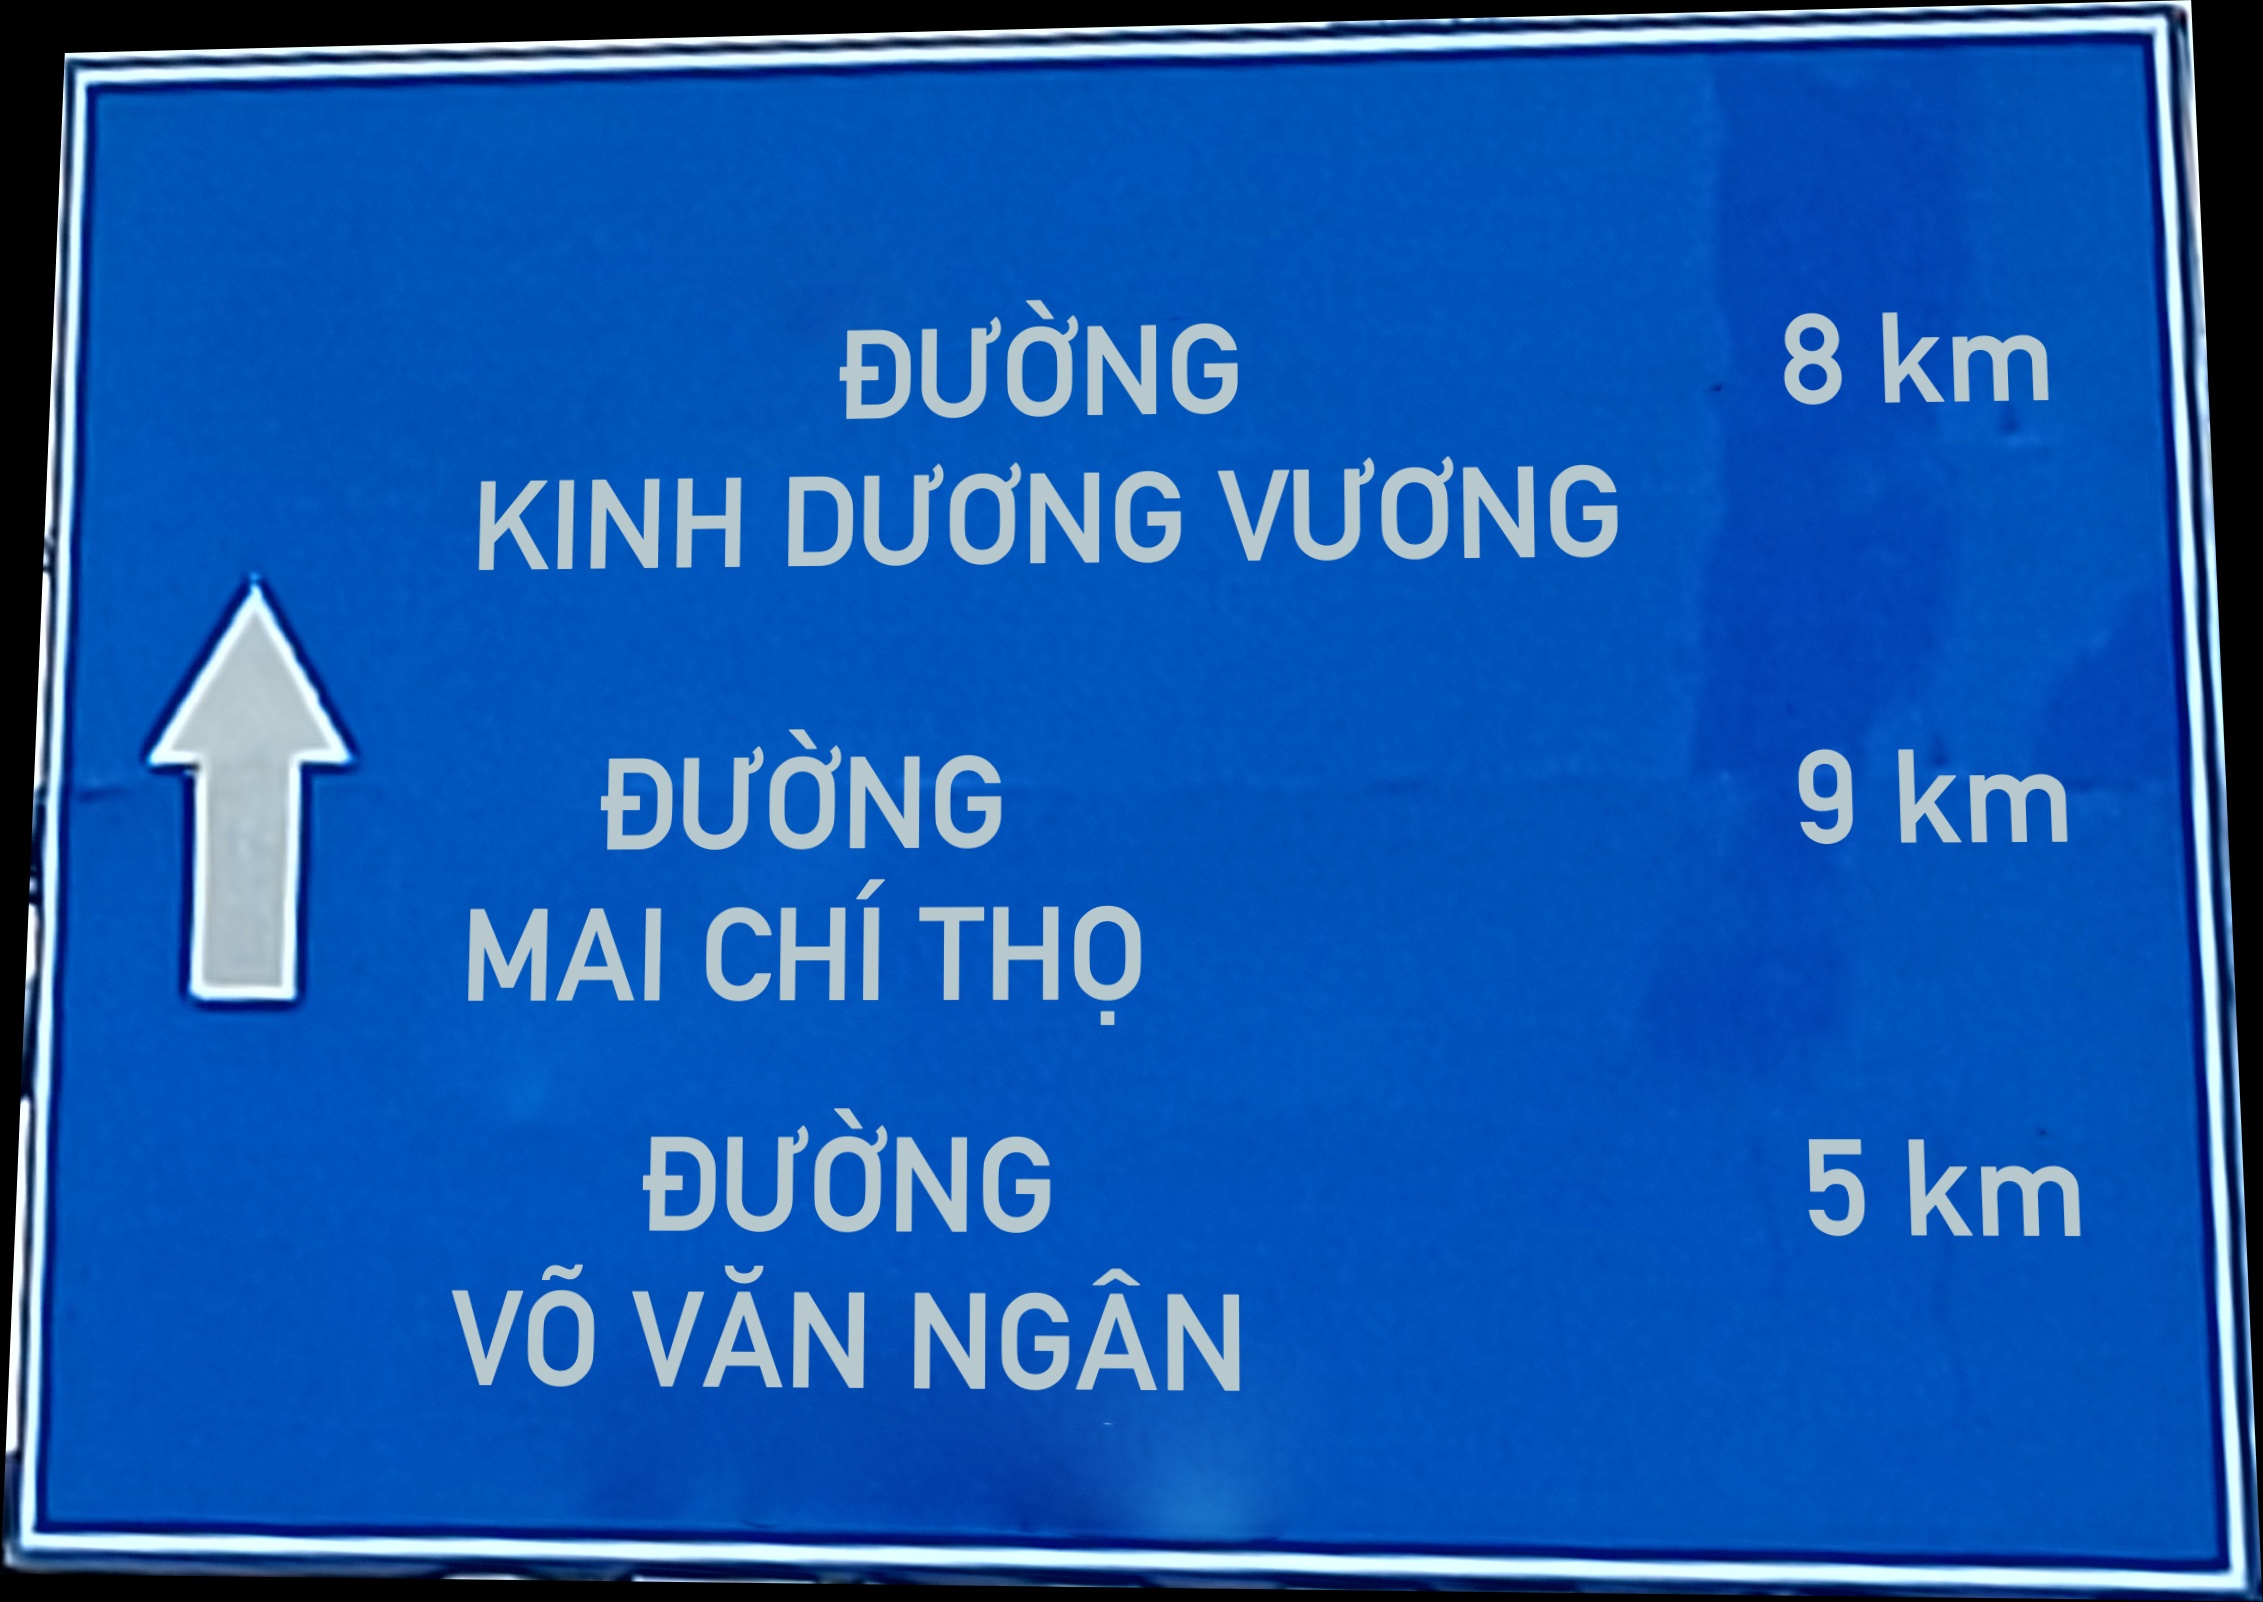 ĐƯỜNG 8 km
KINH DƯƠNG VƯƠNG
ĐƯỜNG 9 km
MAI CHÍ THỌ
ĐƯỜNG 5 km
VÕ VĂN NGÂN